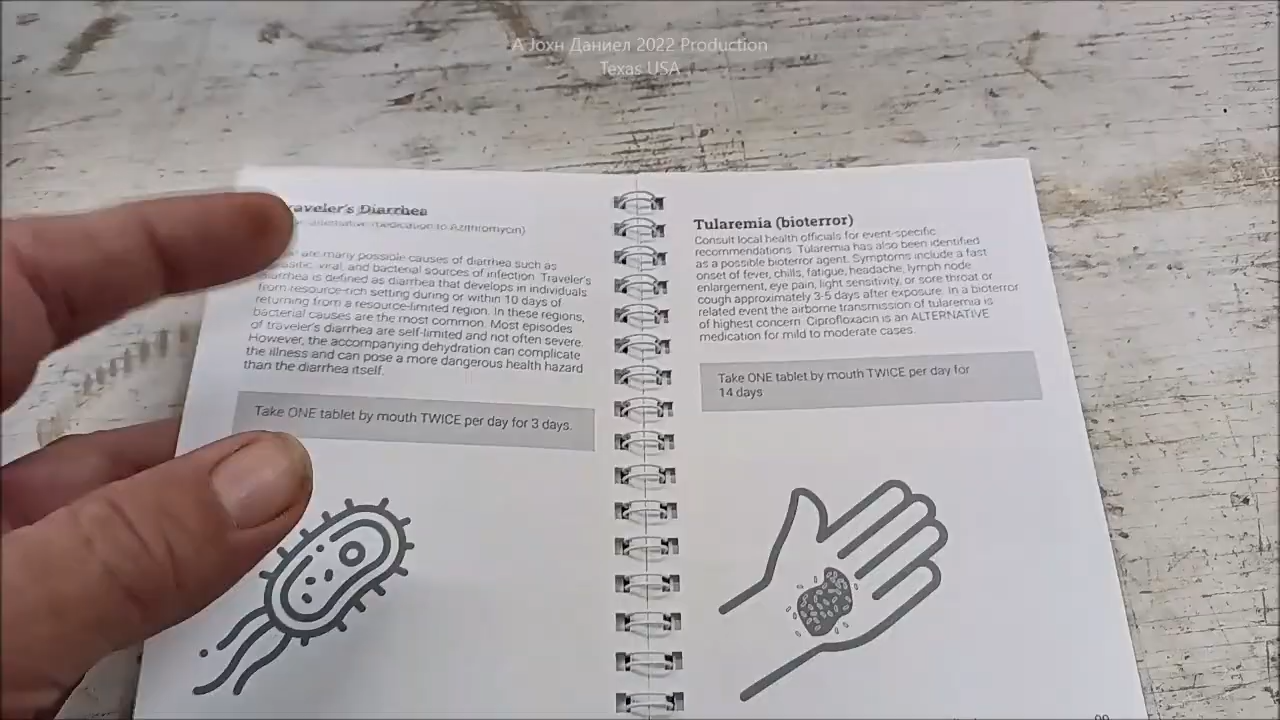 A Јохн Даниел 2022 Production
Texas USA
raveler's Diarrhea
medication to Azithromycin)
are many possible causes of diarrhea such as
viral, and bacterial sources of infection. Traveler's
diarrhea is defined as diarrhea that develops in individuals
from resource-rich setting during or within 10 days of
returning from a resource-limited region. In these regions,
bacterial causes are the most common. Most episodes
of traveler's diarrhea are self-limited and not often severe.
However, the accompanying dehydration can complicate
the illness and can pose a more dangerous health hazard
than the diarrhea itself.
Take ONE tablet by mouth TWICE per day for 3 days.
Tularemia (bioterror)
Consult local health officials for event-specific
recommendations. Tularemia has also been identified
as a possible bioterror agent. Symptoms include a fast
onset of fever, chills, fatigue, headache, lymph node
enlargement, eye pain, light sensitivity, or sore throat or
cough approximately 3-5 days after exposure. In a bioterror
related event the airborne transmission of tularemia is
of highest concern. Ciprofloxacin is an ALTERNATIVE
medication for mild to moderate cases.
Take ONE tablet by mouth TWICE per day for
14 days